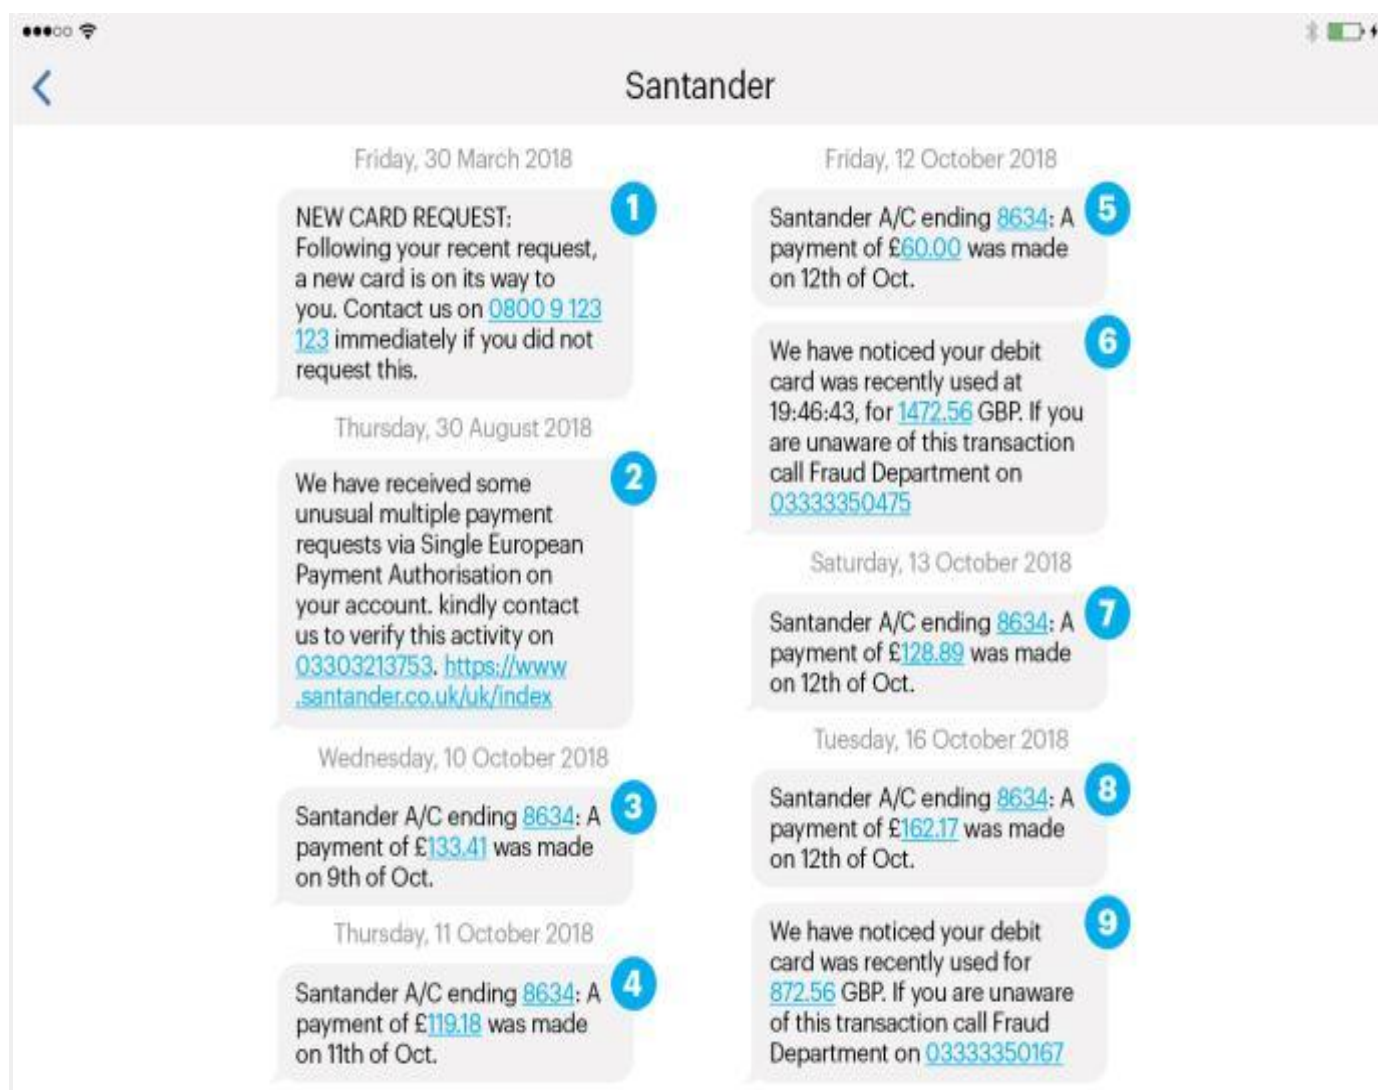 Santander
Friday, 30 March 2018
1
NEW CARD REQUEST:
Following your recent request,
a new card is on its way to
you. Contact us on 0800 9 123
123 immediately if you did not
request this.
Thursday, 30 August 2018
2
We have received some
unusual multiple payment
requests via Single European
Payment Authorisation on
your account. kindly contact
us to verify this activity on
03303213753. https://www
.santander.co.uk/uk/index
Wednesday, 10 October 2018
3
Santander A/C ending 8634: A
payment of £133.41 was made
on 9th of Oct.
Thursday, 11 October 2018
4
Santander A/C ending 8634: A
payment of £119.18 was made
on 11th of Oct.
Friday, 12 October 2018
5
Santander A/C ending 8634: A
payment of £60.00 was made
on 12th of Oct.
6
We have noticed your debit
card was recently used at
19:46:43, for 1472.56 GBP. If you
are unaware of this transaction
call Fraud Department on
03333350475
Saturday, 13 October 2018
7
Santander A/C ending 8634: A
payment of £128.89 was made
on 12th of Oct.
Tuesday, 16 October 2018
8
Santander A/C ending 8634: A
payment of £162.17 was made
on 12th of Oct.
9
We have noticed your debit
card was recently used for
872.56 GBP. If you are unaware
of this transaction call Fraud
Department on 03333350167